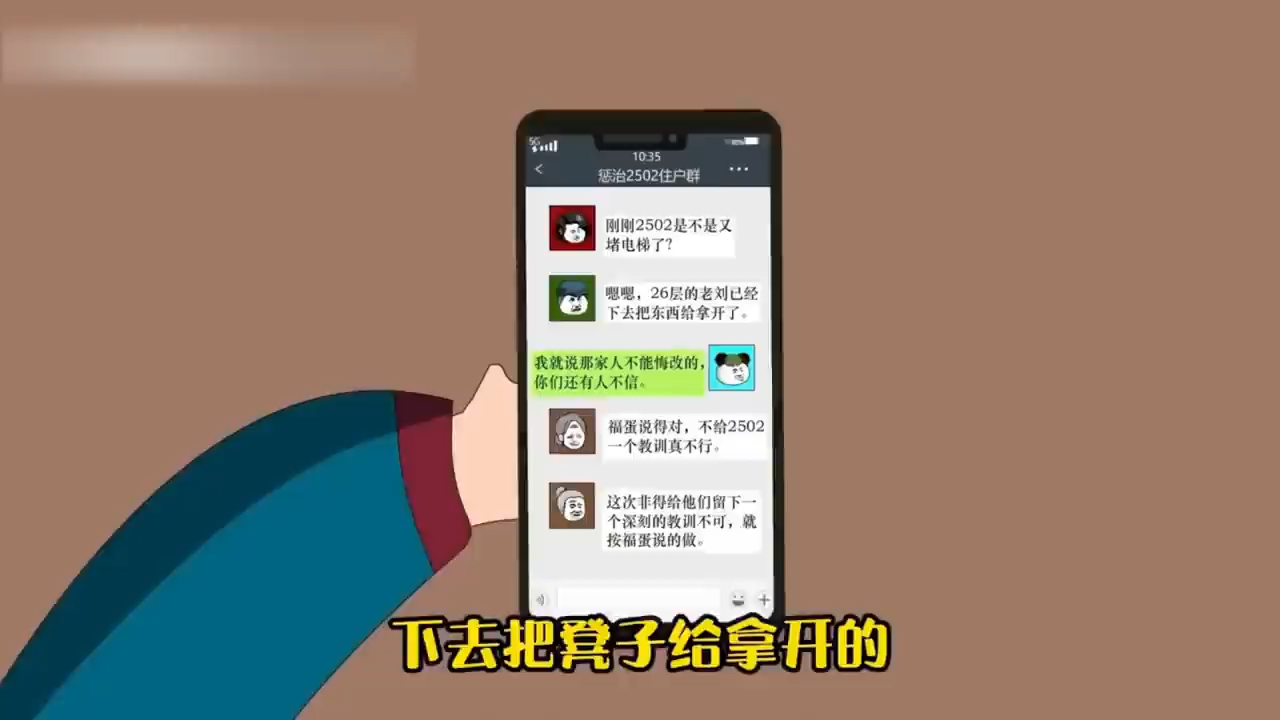 5G
10:35
惩治2502住户群
刚刚2502是不是又
堵电梯了?
嗯嗯，26层的老刘已经
下去把东西给拿开了。
我就说那家人不能悔改的，
你们还有人不信。
福蛋说得对，不给2502
一个教训真不行。
这次非得给他们留下一
个深刻的教训不可，就
按福蛋说的做。
下去把凳子给拿开的